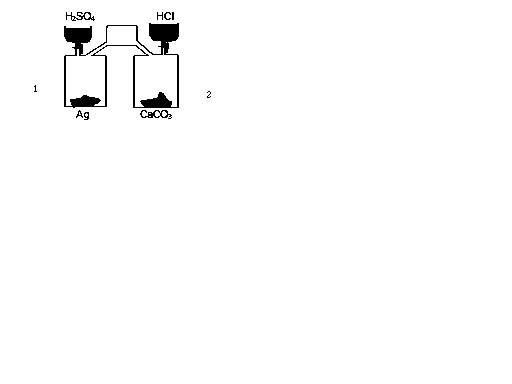 H₂SO₄ HCl
1 2
Ag CaCO₃